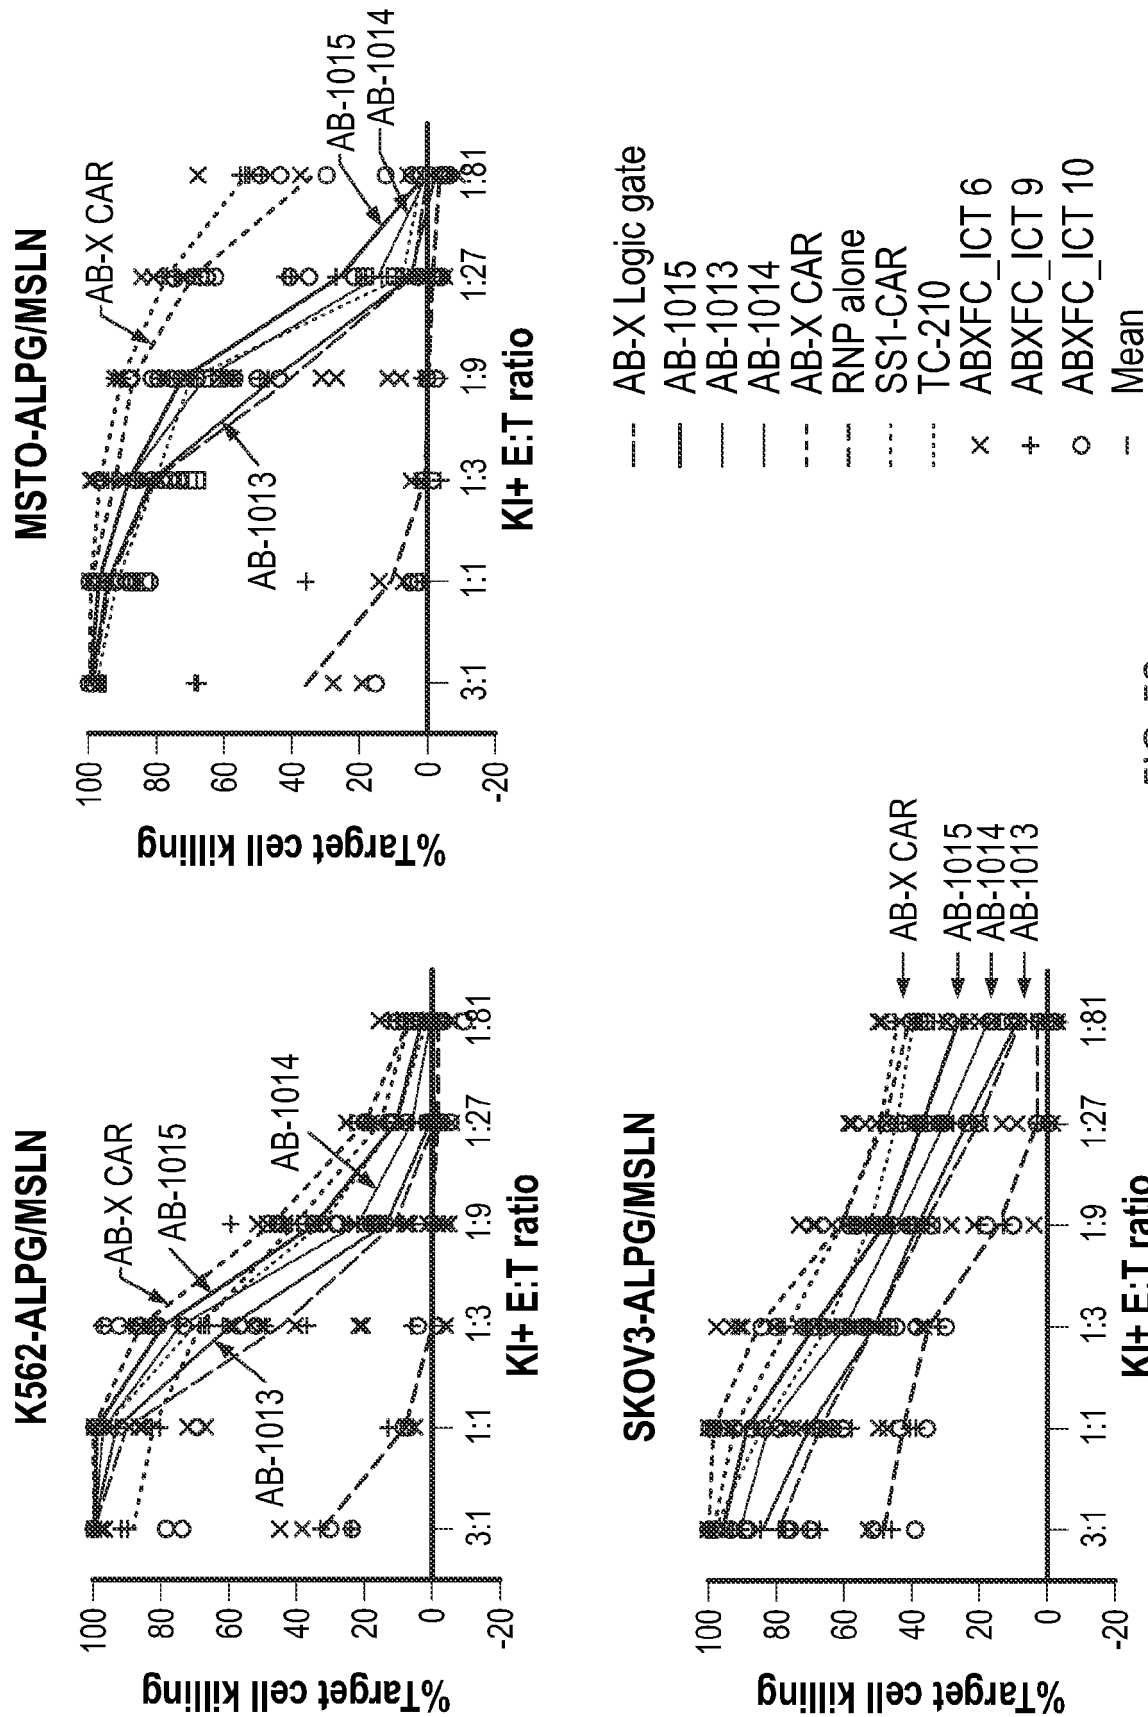 K562-ALPG/MSLN
%Target cell killing
100
80
60
40
20
0
-20
AB-X CAR
AB-1015
AB-1014
AB-1013
3:1
1:1
1:3
1:9
1:27
1:81
KI+ E:T ratio
MSTO-ALPG/MSLN
%Target cell killing
100
80
60
40
20
0
-20
AB-X CAR
AB-1015
AB-1014
AB-1013
3:1
1:1
1:3
1:9
1:27
1:81
KI+ E:T ratio
SKOV3-ALPG/MSLN
%Target cell killing
100
80
60
40
20
0
-20
AB-X CAR
AB-1015
AB-1014
AB-1013
3:1
1:1
1:3
1:9
1:27
1:81
KI+ E:T ratio
AB-X Logic gate
AB-1015
AB-1013
AB-1014
AB-X CAR
RNP alone
SS1-CAR
TC-210
× ABXFC_ICT 6
+ ABXFC_ICT 9
○ ABXFC_ICT 10
– Mean